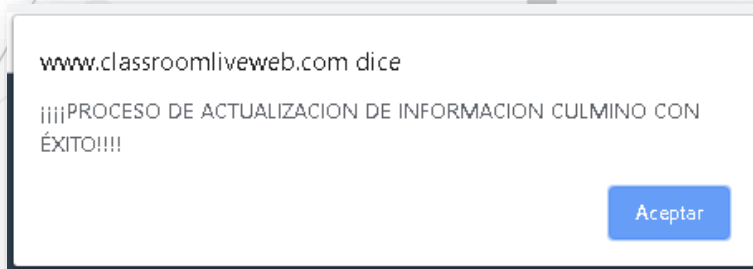 www.classroomliveweb.com dice
¡¡¡¡PROCESO DE ACTUALIZACION DE INFORMACION CULMINO CON
ÉXITO!!!!
Aceptar